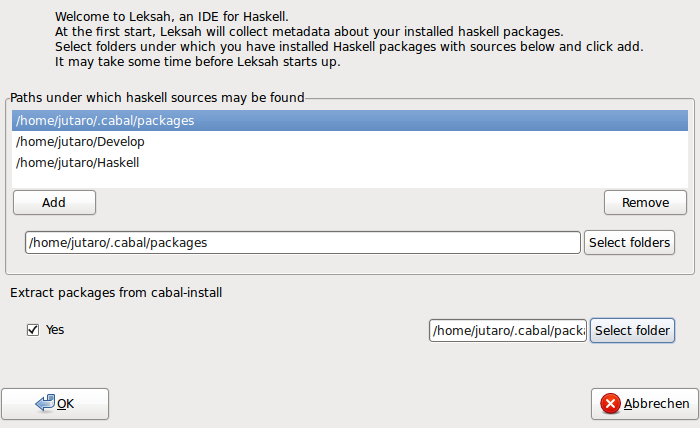 Welcome to Leksah, an IDE for Haskell.
At the first start, Leksah will collect metadata about your installed haskell packages.
Select folders under which you have installed Haskell packages with sources below and click add.
It may take some time before Leksah starts up.
Paths under which haskell sources may be found
/home/jutaro/.cabal/packages
/home/jutaro/Develop
/home/jutaro/Haskell
Add Remove
/home/jutaro/.cabal/packages Select folders
Extract packages from cabal-install
Yes /home/jutaro/.cabal/packa Select folder
OK Abbrechen